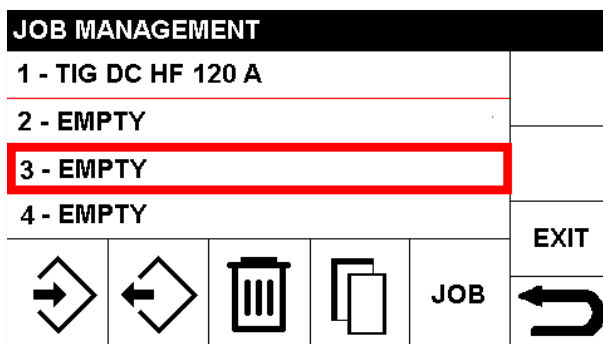 JOB MANAGEMENT
1 - TIG DC HF 120 A
2 - EMPTY
3 - EMPTY
4 - EMPTY
EXIT
JOB